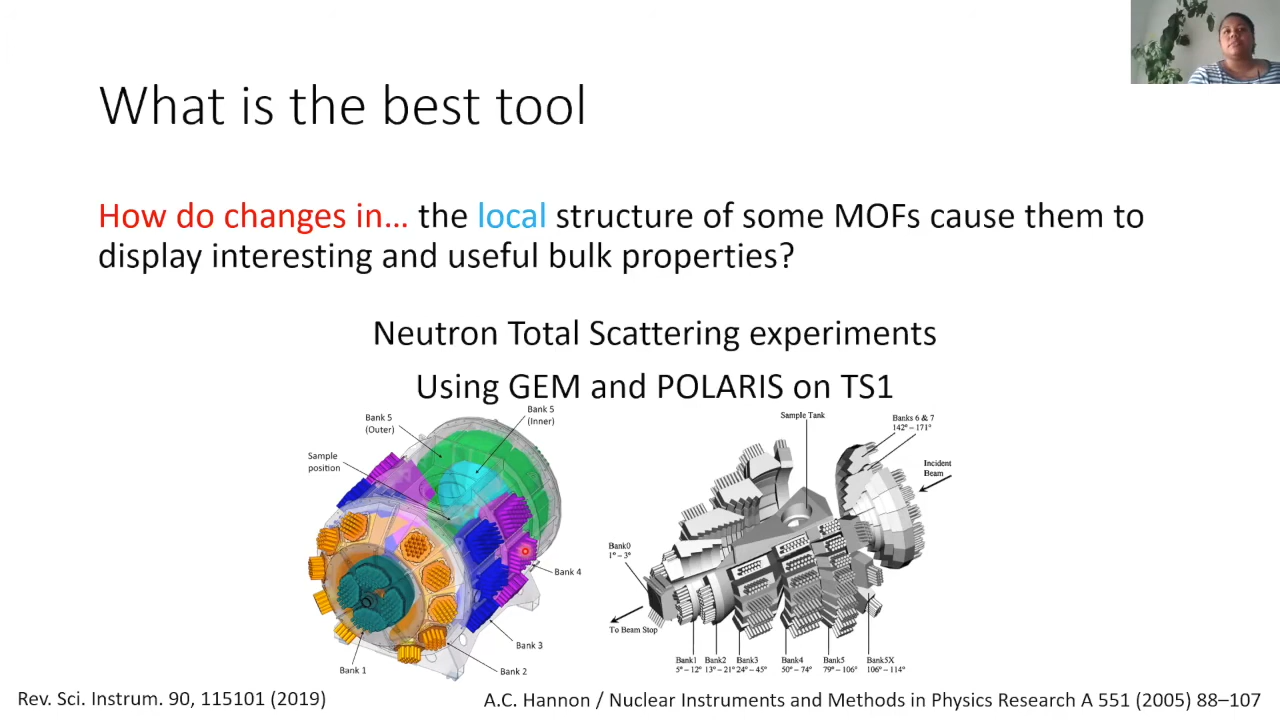 What is the best tool
How do changes in... the local structure of some MOFs cause them to
display interesting and useful bulk properties?
Neutron Total Scattering experiments
Using GEM and POLARIS on TS1
Bank 5
(Outer)
Bank 5
(Inner)
Sample
position
Bank 4
Bank 3
Bank 2
Bank 1
Sample Tank
Banks 6 & 7
142° – 171°
Incident
Beam
Bank0
1° – 3°
To Beam Stop
Bank1
5° – 12°
Bank2
13° – 21°
Bank3
24° – 45°
Bank4
50° – 74°
Bank5
79° – 106°
Bank5X
106° – 114°
Rev. Sci. Instrum. 90, 115101 (2019)
A.C. Hannon / Nuclear Instruments and Methods in Physics Research A 551 (2005) 88–107